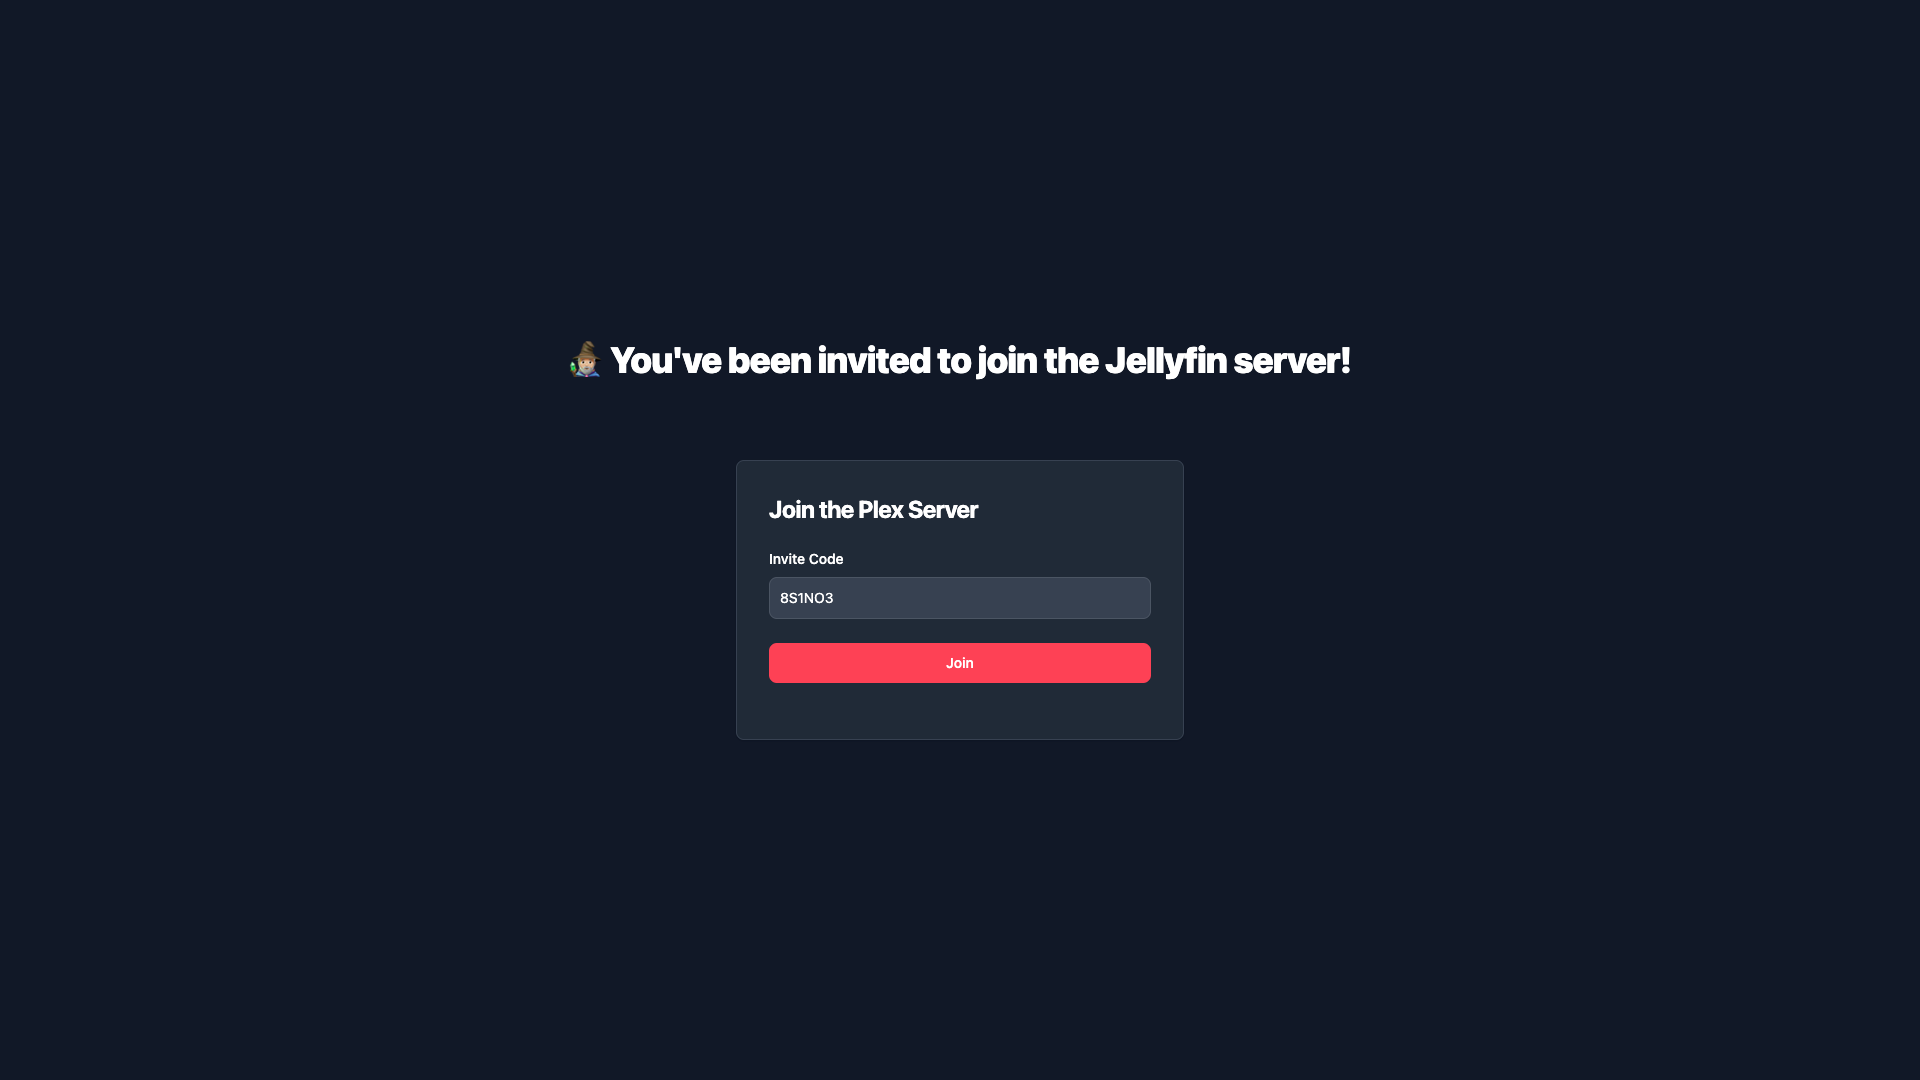 You've been invited to join the Jellyfin server!
Join the Plex Server
Invite Code
8S1NO3
Join